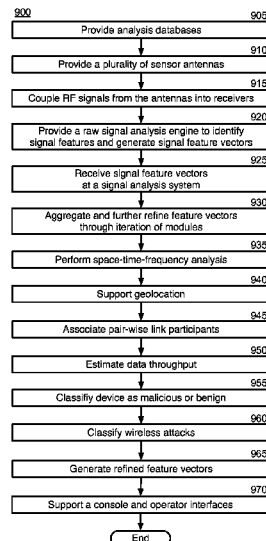 900
905
Provide analysis databases
910
Provide a plurality of sensor antennas
915
Couple RF signals from the antennas into receivers
920
Provide a raw signal analysis engine to identify
signal features and generate signal feature vectors
925
Receive signal feature vectors
at a signal analysis system
930
Aggregate and further refine feature vectors
through iteration of modules
935
Perform space-time-frequency analysis
940
Support geolocation
945
Associate pair-wise link participants
950
Estimate data throughput
955
Classifiy device as malicious or benign
960
Classify wireless attacks
965
Generate refined feature vectors
970
Support a console and operator interfaces
End